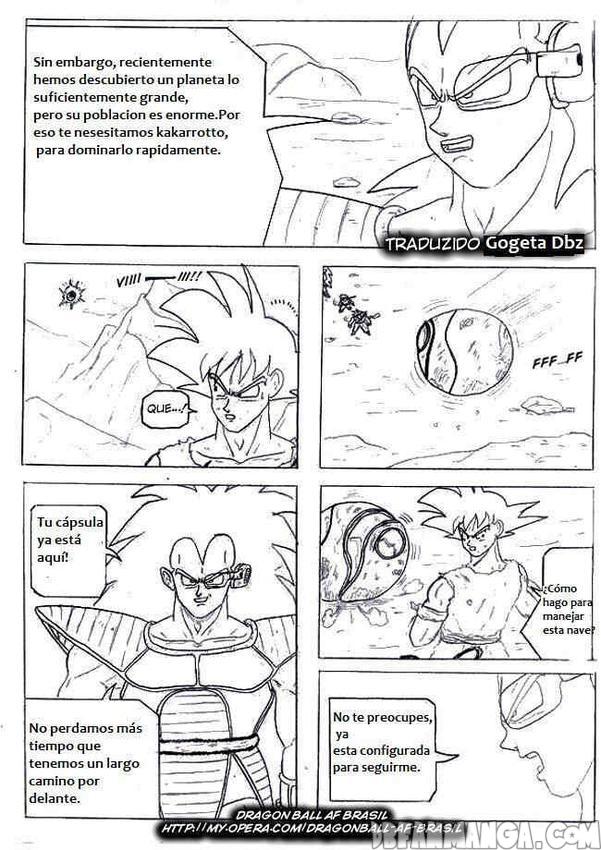 Sin embargo, recientemente
hemos descubierto un planeta lo
suficientemente grande,
pero su poblacion es enorme.Por
eso te nesesitamos kakarrotto,
para dominarlo rapidamente.
TRADUZIDO Gogeta Dbz
VIIII III!!
QUE...!
FFF_FF
Tu cápsula
ya está
aquí!
¿Cómo
hago para
manejar
esta nave?
No perdamos más
tiempo que
tenemos un largo
camino por
delante.
No te preocupes,
ya
esta configurada
para seguirme.
DRAGON BALL AF BRASIL
HTTP://MY.OPERA.COM/DRAGONBALL-AF-BRASIL
DBFANMANGA.COM